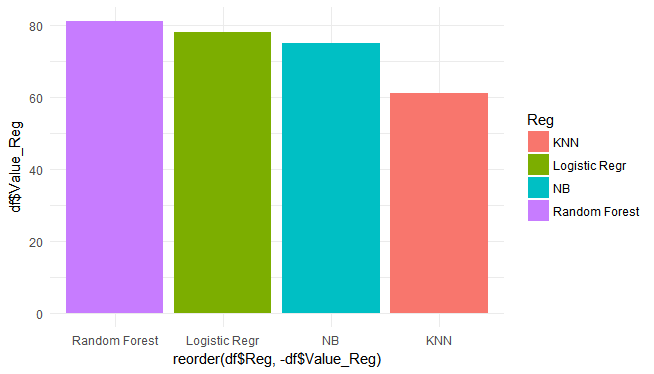 df$Value_Reg
80
60
40
20
0
Random Forest
Logistic Regr
NB
KNN
reorder(df$Reg, -df$Value_Reg)
Reg
KNN
Logistic Regr
NB
Random Forest